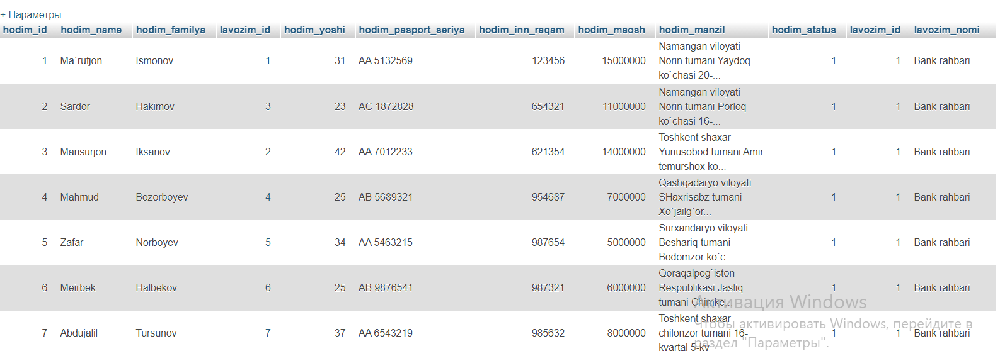 + Параметры
hodim_id hodim_name hodim_familya lavozim_id hodim_yoshi hodim_pasport_seriya hodim_inn_raqam hodim_maosh hodim_manzil hodim_status lavozim_id lavozim_nomi
1 Ma`rufjon Ismonov 1 31 AA 5132569 123456 15000000 Namangan viloyati
Norin tumani Yaydoq
ko`chasi 20-... 1 1 Bank rahbari
2 Sardor Hakimov 3 23 AC 1872828 654321 11000000 Namangan viloyati
Norin tumani Porloq
ko`chasi 16-... 1 1 Bank rahbari
3 Mansurjon Iksanov 2 42 AA 7012233 621354 14000000 Toshkent shaxar
Yunusobod tumani Amir
temurshox ko... 1 1 Bank rahbari
4 Mahmud Bozorboyev 4 25 AB 5689321 954687 7000000 Qashqadaryo viloyati
SHaxrisabz tumani
Xo`jailg`or... 1 1 Bank rahbari
5 Zafar Norboyev 5 34 AA 5463215 987654 5000000 Surxandaryo viloyati
Beshariq tumani
Bodomzor ko`c... 1 1 Bank rahbari
6 Meirbek Halbekov 6 25 AB 9876541 987321 6000000 Qoraqalpog`iston
Respublikasi Jasliq
tumani Chimke... 1 1 Bank rahbari
7 Abdujalil Tursunov 7 37 AA 6543219 985632 8000000 Toshkent shaxar
chilonzor tumani 16-
kvartal 5-kv 1 1 Bank rahbari
Активация Windows
Чтобы активировать Windows, перейдите в
раздел "Параметры".